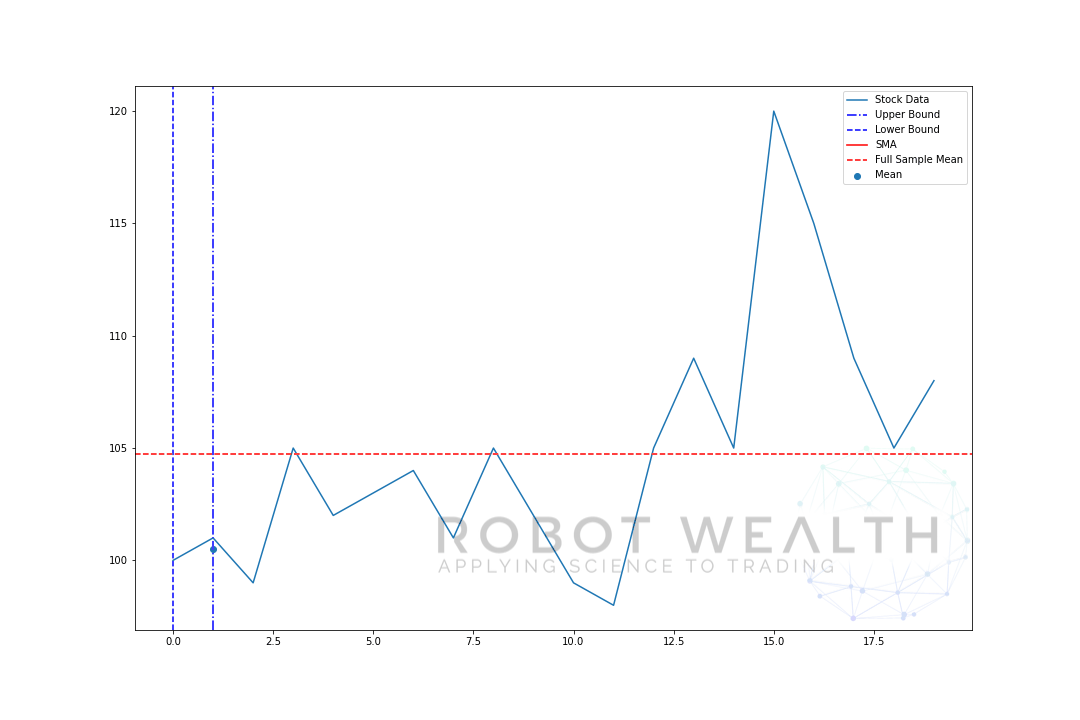 120
115
110
105
100
0.0
2.5
5.0
7.5
10.0
12.5
15.0
17.5
Stock Data
Upper Bound
Lower Bound
SMA
Full Sample Mean
Mean
ROBOT WEALTH
APPLYING SCIENCE TO TRADING